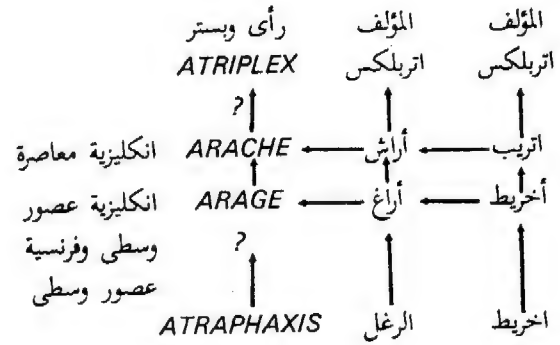 المؤلف المؤلف رأى وبستر
اتربلكس اتربلكس ATRIPLEX
?
اتريب أراش ARACHE انكليزية معاصرة
أخريط أراغ ARAGE انكليزية عصور
? وسطى وفرنسية
عصور وسطى
اخريط الرغل ATRAPHAXIS